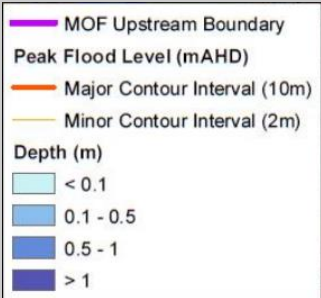 MOF Upstream Boundary
Peak Flood Level (mAHD)
Major Contour Interval (10m)
Minor Contour Interval (2m)
Depth (m)
< 0.1
0.1 - 0.5
0.5 - 1
> 1